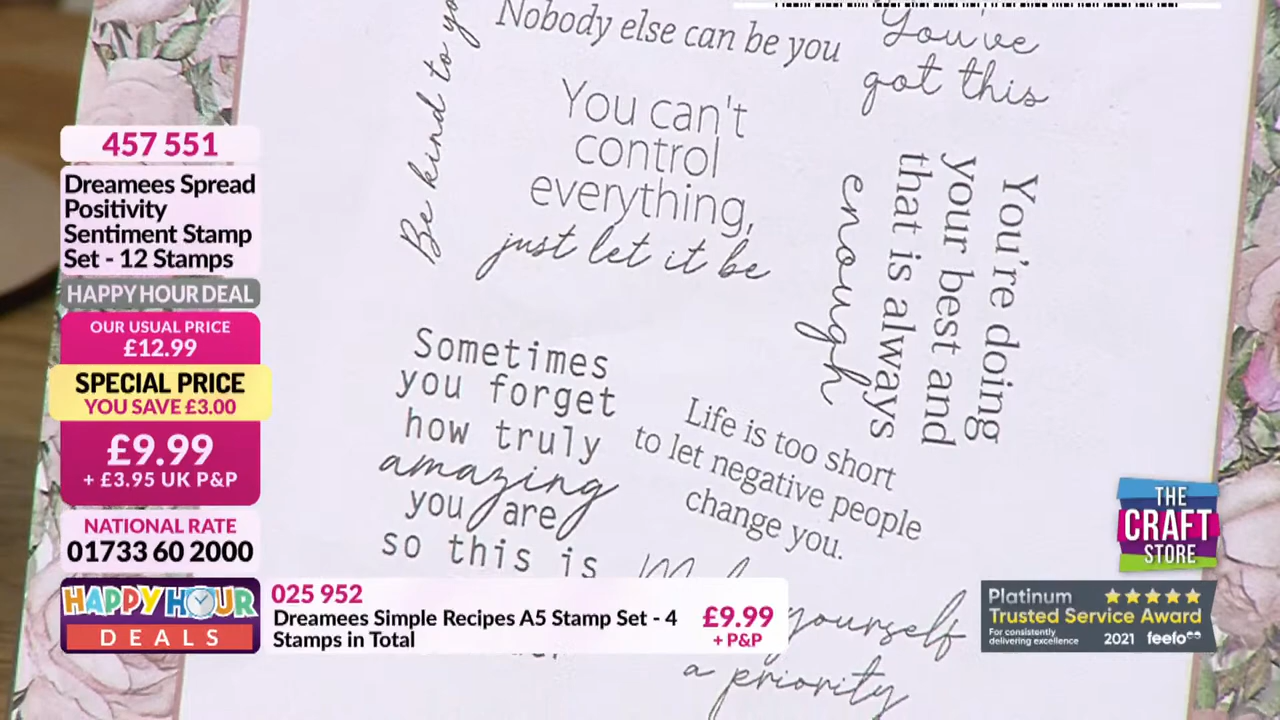 Nobody else can be you
You've
got this
Be kind to
You can't
control
everything,
just let it be
You're doing
your best and
that is always
enough
Sometimes
you forget
how truly
amazing
you are
so this is
Life is too short
to let negative people
change you.
yourself
a priority
457 551
Dreamees Spread
Positivity
Sentiment Stamp
Set - 12 Stamps
HAPPY HOUR DEAL
OUR USUAL PRICE
£12.99
SPECIAL PRICE
YOU SAVE £3.00
£9.99
+ £3.95 UK P&P
NATIONAL RATE
01733 60 2000
HAPPY HOUR
DEALS
025 952
Dreamees Simple Recipes A5 Stamp Set - 4
Stamps in Total
£9.99
+ P&P
THE
CRAFT
STORE
Platinum
Trusted Service Award
For consistently
delivering excellence
2021 feefo